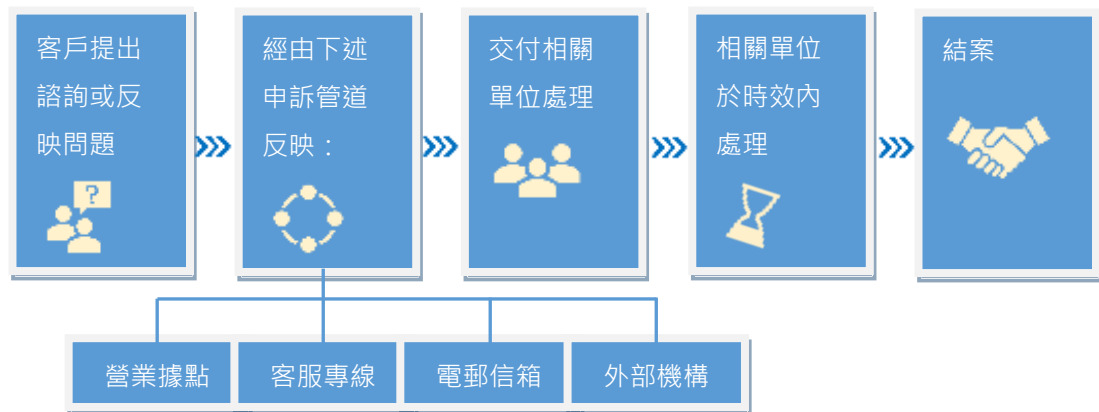 客戶提出
諮詢或反
映問題
?
經由下述
申訴管道
反映：
交付相關
單位處理
相關單位
於時效內
處理
結案
營業據點
客服專線
電郵信箱
外部機構